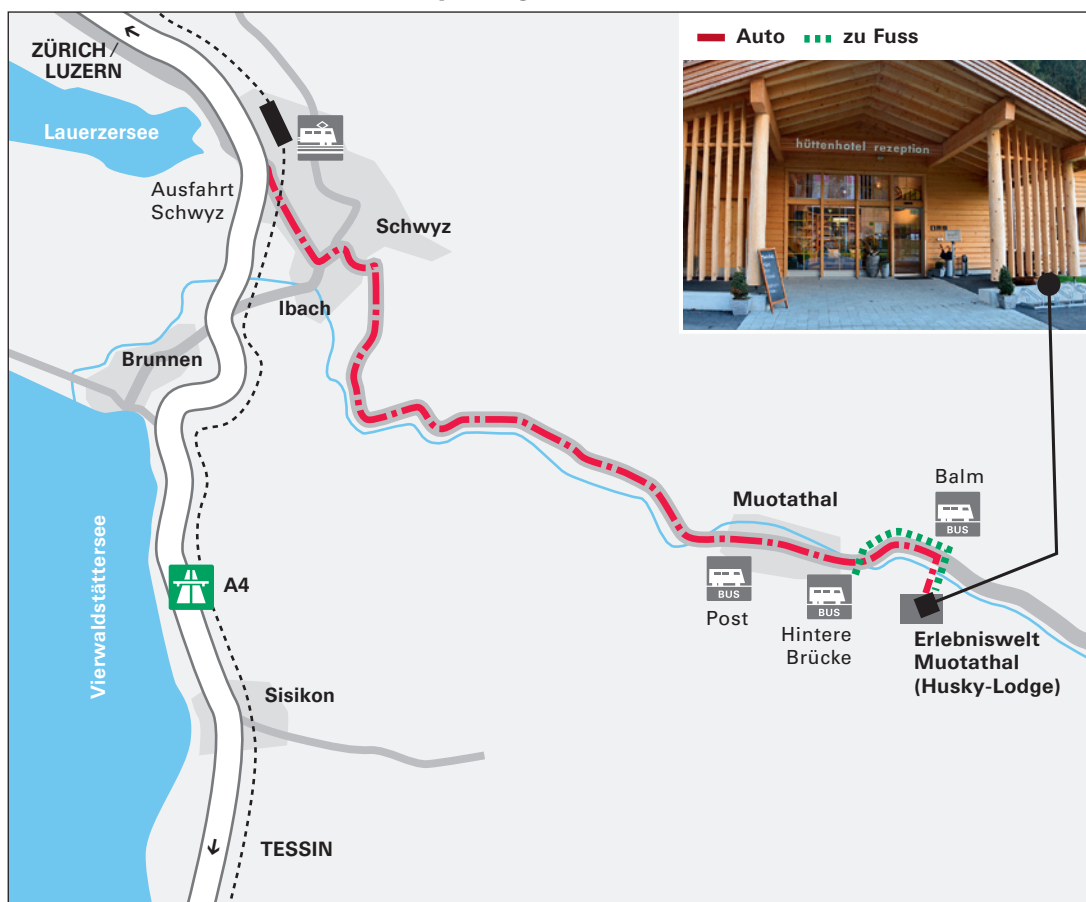 ZÜRICH /
LUZERN
Lauerzersee
Ausfahrt
Schwyz
Schwyz
Ibach
Brunnen
Vierwaldstättersee
A4
Sisikon
TESSIN
Auto
zu Fuss
hüttenhotel rezeption
Muotathal
Balm
BUS
BUS
Post
BUS
Hintere
Brücke
Erlebniswelt
Muotathal
(Husky-Lodge)